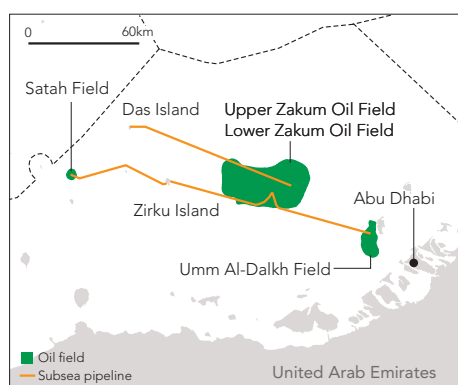 0 60km
Satah Field
Das Island
Upper Zakum Oil Field
Lower Zakum Oil Field
Abu Dhabi
Zirku Island
Umm Al-Dalkh Field
Oil field
Subsea pipeline
United Arab Emirates